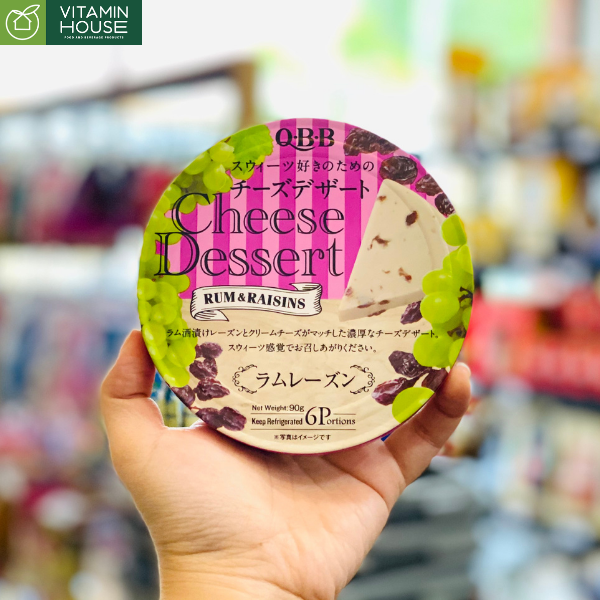 VITAMIN
HOUSE
FOOD AND BEVERAGE PRODUCTS
Q·B·B
スウィーツ好きのための
チーズデザート
Cheese
Dessert
RUM & RAISINS
ラム酒漬けレーズンとクリームチーズがマッチした濃厚なチーズデザート。
スウィーツ感覚でお召しあがりください。
ラムレーズン
Net Weight:90g
Keep Refrigerated
6Portions
※写真はイメージです